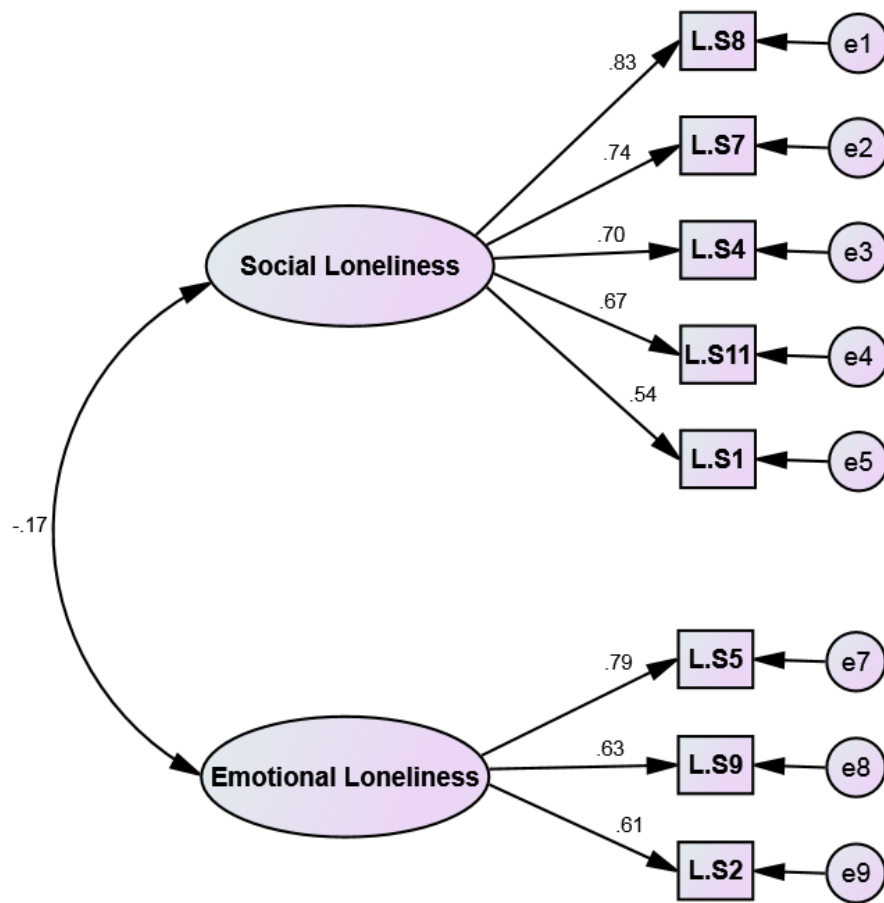 L.S8
e1
.83
L.S7
e2
.74
L.S4
e3
.70
Social Loneliness
L.S11
e4
.67
L.S1
e5
.54
-.17
L.S5
e7
.79
L.S9
e8
.63
Emotional Loneliness
.61
L.S2
e9